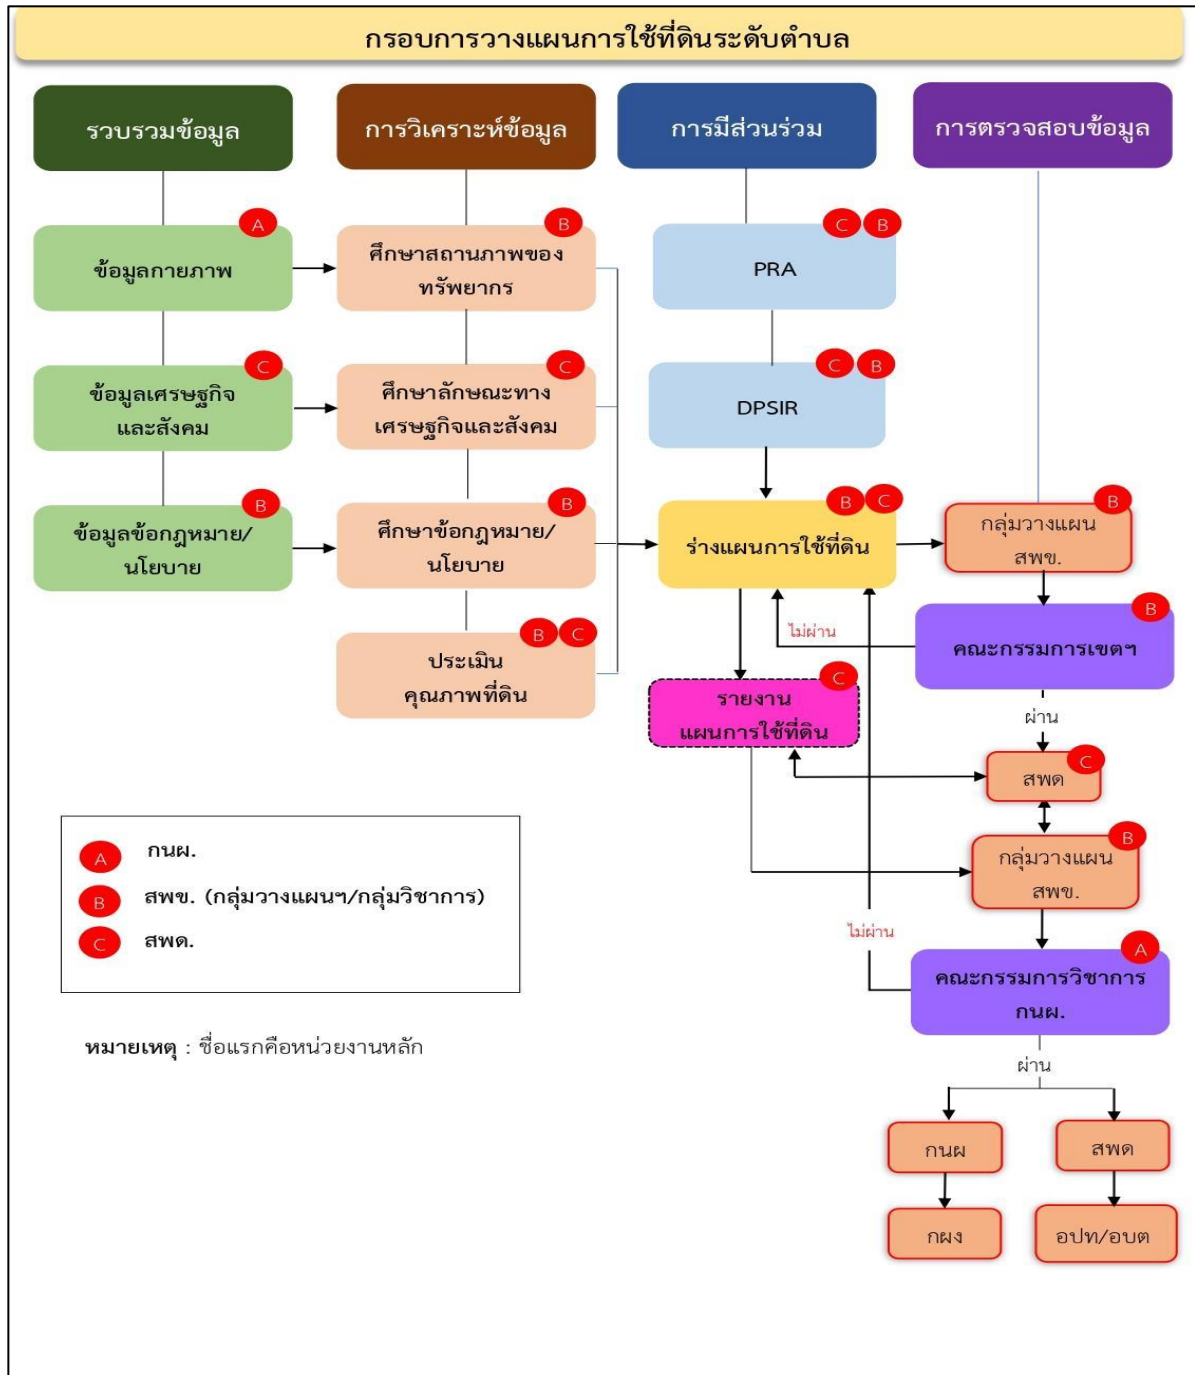 กรอบการวางแผนการใช้ที่ดินระดับตำบล
รวบรวมข้อมูล
การวิเคราะห์ข้อมูล
การมีส่วนร่วม
การตรวจสอบข้อมูล
A
ข้อมูลกายภาพ
B
ศึกษาสถานภาพของ
ทรัพยากร
C B
PRA
C
ข้อมูลเศรษฐกิจ
และสังคม
C
ศึกษาลักษณะทาง
เศรษฐกิจและสังคม
C B
DPSIR
B
ข้อมูลข้อกฎหมาย/
นโยบาย
B
ศึกษาข้อกฎหมาย/
นโยบาย
B C
ร่างแผนการใช้ที่ดิน
B
กลุ่มวางแผน
สพข.
B C
ประเมิน
คุณภาพที่ดิน
ไม่ผ่าน
B
คณะกรรมการเขตฯ
C
รายงาน
แผนการใช้ที่ดิน
ผ่าน
C
สพด
B
กลุ่มวางแผน
สพข.
A กนผ.
B สพข. (กลุ่มวางแผนฯ/กลุ่มวิชาการ)
C สพด.
ไม่ผ่าน
A
คณะกรรมการวิชาการ
กนผ.
หมายเหตุ : ชื่อแรกคือหน่วยงานหลัก
ผ่าน
กนผ
สพด
กผง
อปท/อบต